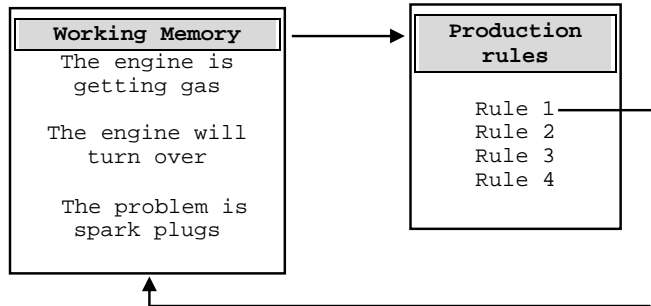 Working Memory
The engine is
getting gas
The engine will
turn over
The problem is
spark plugs
Production
rules
Rule 1
Rule 2
Rule 3
Rule 4